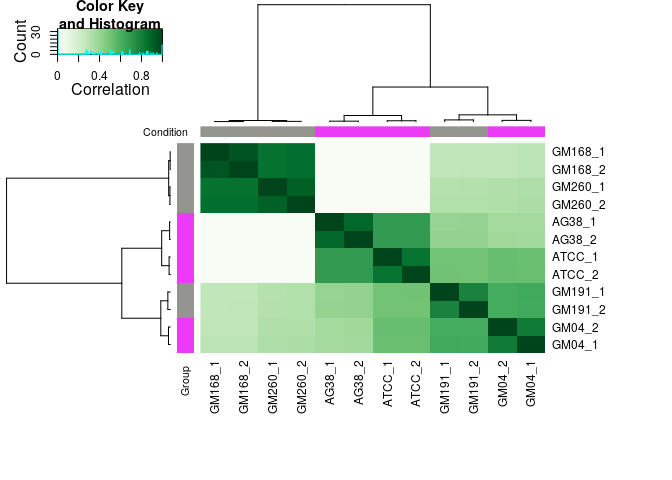 Color Key
and Histogram
Count
0 30
0 0.4 0.8
Correlation
Condition
GM168_1
GM168_2
GM260_1
GM260_2
AG38_1
AG38_2
ATCC_1
ATCC_2
GM191_1
GM191_2
GM04_2
GM04_1
Group
GM168_1
GM168_2
GM260_1
GM260_2
AG38_1
AG38_2
ATCC_1
ATCC_2
GM191_1
GM191_2
GM04_2
GM04_1